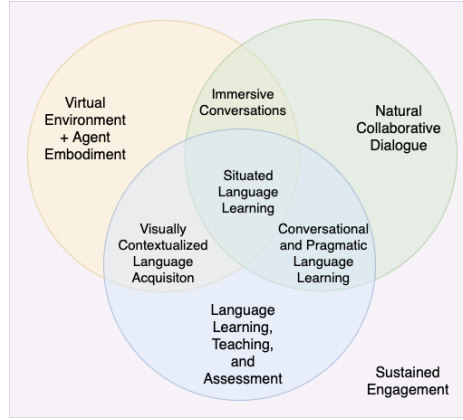 Immersive
Conversations
Virtual
Environment
+ Agent
Embodiment
Natural
Collaborative
Dialogue
Situated
Language
Learning
Visually
Contextualized
Language
Acquisiton
Conversational
and Pragmatic
Language
Learning
Language
Learning,
Teaching,
and
Assessment
Sustained
Engagement